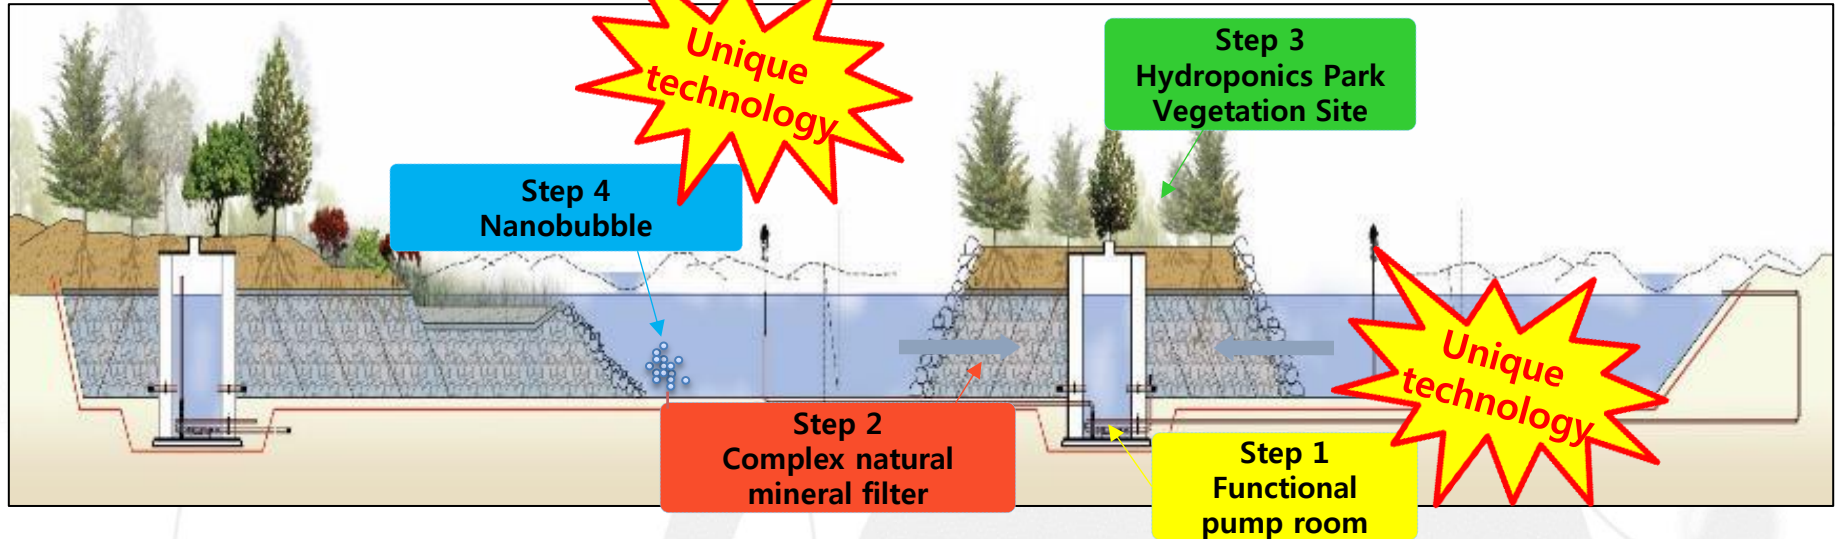 Unique
technology
Step 3
Hydroponics Park
Vegetation Site
Step 4
Nanobubble
Unique
technology
Step 2
Complex natural
mineral filter
Step 1
Functional
pump room